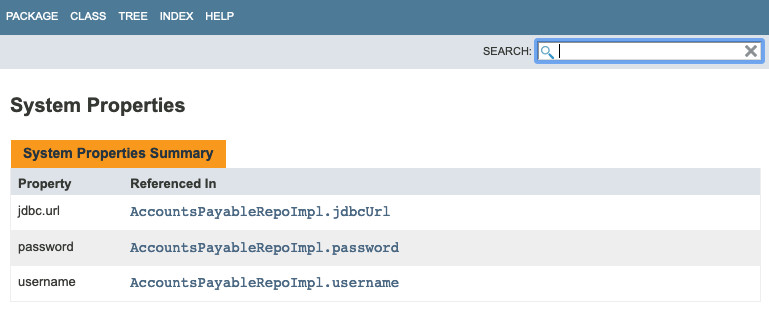 PACKAGE CLASS TREE INDEX HELP
SEARCH:
System Properties
System Properties Summary
Property Referenced In
jdbc.url AccountsPayableRepoImpl.jdbcUrl
password AccountsPayableRepoImpl.password
username AccountsPayableRepoImpl.username